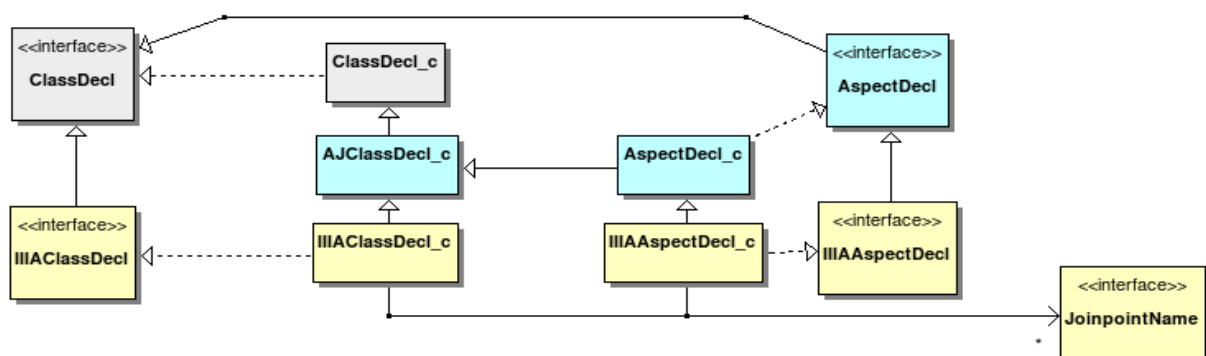 <<interface>>
ClassDecl
ClassDecl_c
<<interface>>
AspectDecl
AJClassDecl_c
AspectDecl_c
<<interface>>
IIIAClassDecl
IIIAClassDecl_c
IIIAAspectDecl_c
<<interface>>
IIIAAspectDecl
<<interface>>
JoinpointName
*